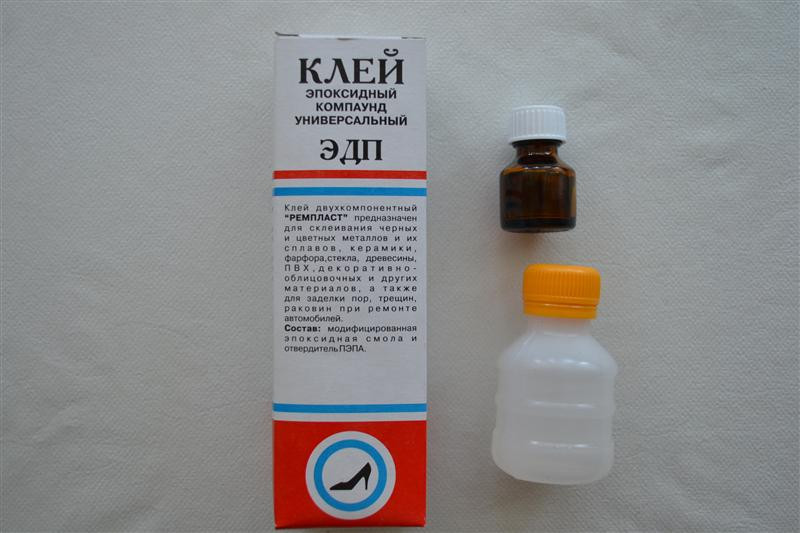 КЛЕЙ
ЭПОКСИДНЫЙ
КОМПАУНД
УНИВЕРСАЛЬНЫЙ
ЭДП
Клей двухкомпонентный
"РЕМПЛАСТ" предназначен
для склеивания черных
и цветных металлов и их
сплавов, керамики,
фарфора,стекла, древесины,
ПВХ,декоративно-
облицовочных и других
материалов, а также
для заделки пор, трещин,
раковин при ремонте
автомобилей.
Состав: модифицированная
эпоксидная смола и
отвердитель ПЭПА.